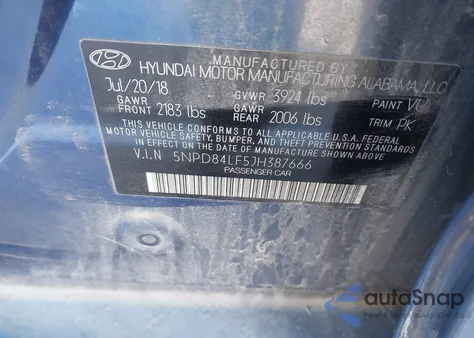 MANUFACTURED BY
HYUNDAI MOTOR MANUFACTURING ALABAMA, LLC
Jul/20/18
GVWR 3924 lbs
PAINT
GAWR FRONT 2183 lbs
GAWR REAR 2006 lbs
TRIM PK
THIS VEHICLE CONFORMS TO ALL APPLICABLE U.S.A. FEDERAL
MOTOR VEHICLE SAFETY, BUMPER, AND THEFT PREVENTION
STANDARDS IN EFFECT ON THE DATE OF MANUFACTURE SHOWN ABOVE.
V.I.N 5NPD84LF5JH387666
PASSENGER CAR
autoSnap